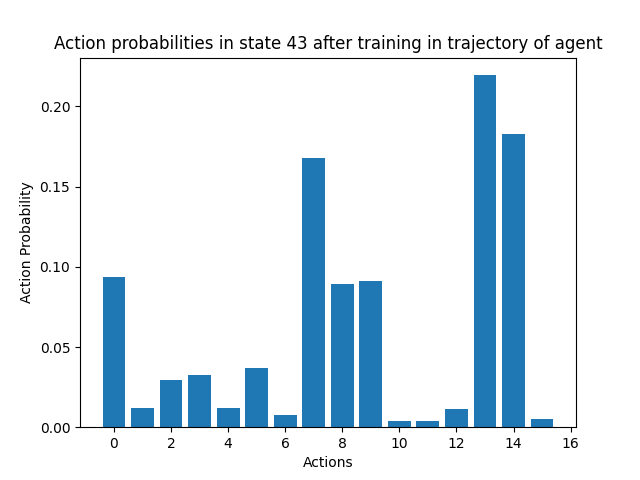 Action probabilities in state 43 after training in trajectory of agent
0.20
0.15
0.10
0.05
0.00
Action Probability
0 2 4 6 8 10 12 14 16
Actions